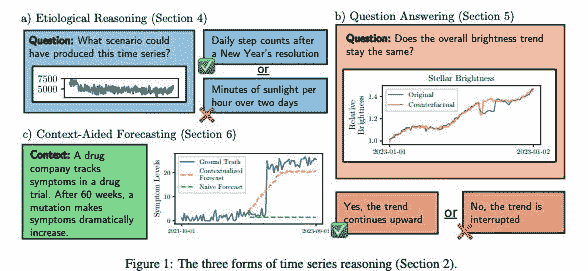 a) Etiological Reasoning (Section 4)
Question: What scenario could
have produced this time series?
7500
5000
Daily step counts after
a New Year's resolution
or
Minutes of sunlight per
hour over two days
b) Question Answering (Section 5)
Question: Does the overall brightness trend
stay the same?
Stellar Brightness
Original
Counterfactual
Relative
Brightness
1.4
1.2
1.0
2023-01-01
2023-01-02
Yes, the trend
continues upward
or
No, the trend is
interrupted
c) Context-Aided Forecasting (Section 6)
Context: A drug
company tracks
symptoms in a drug
trial. After 60 weeks, a
mutation makes
symptoms dramatically
increase.
Ground Truth
Contextualized
Forecast
Naive Forecast
Symptom Levels
20
10
0
Figure 1: The three forms of time series reasoning (Section 2).